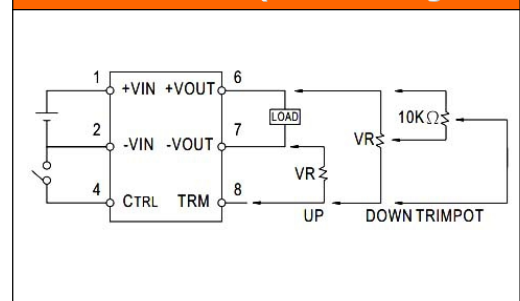 1 +VIN +VOUT 6
LOAD
10KΩ
2 -VIN -VOUT 7
VR
VR
4 CTRL TRM 8
UP DOWN TRIMPOT